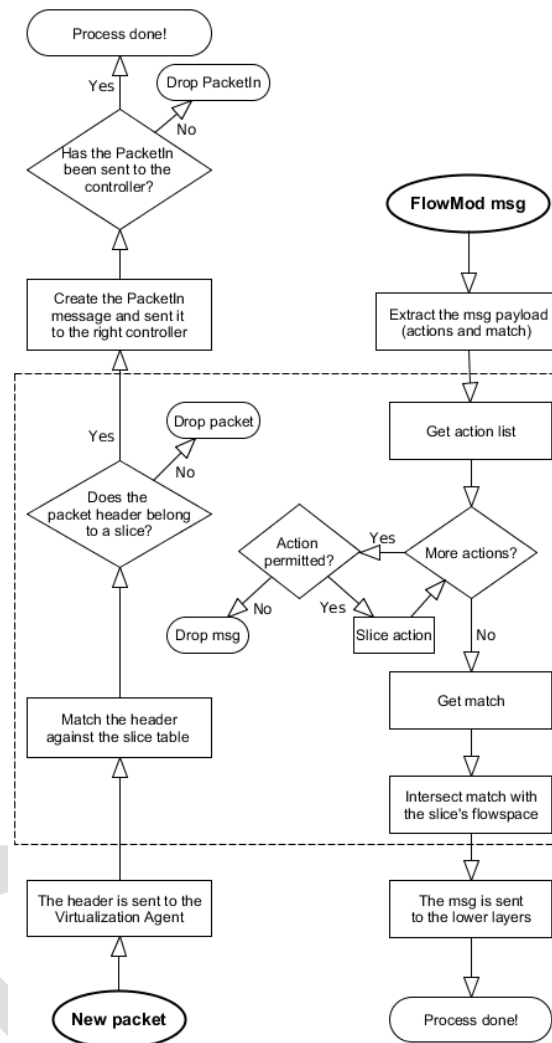 Process done!
Yes
Drop PacketIn
No
Has the PacketIn
been sent to the
controller?
Create the PacketIn
message and sent it
to the right controller
Yes
Drop packet
No
Does the
packet header belong
to a slice?
Match the header
against the slice table
The header is sent to the
Virtualization Agent
New packet
FlowMod msg
Extract the msg payload
(actions and match)
Get action list
More actions?
Yes
Action
permitted?
No
Drop msg
Yes
Slice action
No
Get match
Intersect match with
the slice's flowspace
The msg is sent
to the lower layers
Process done!